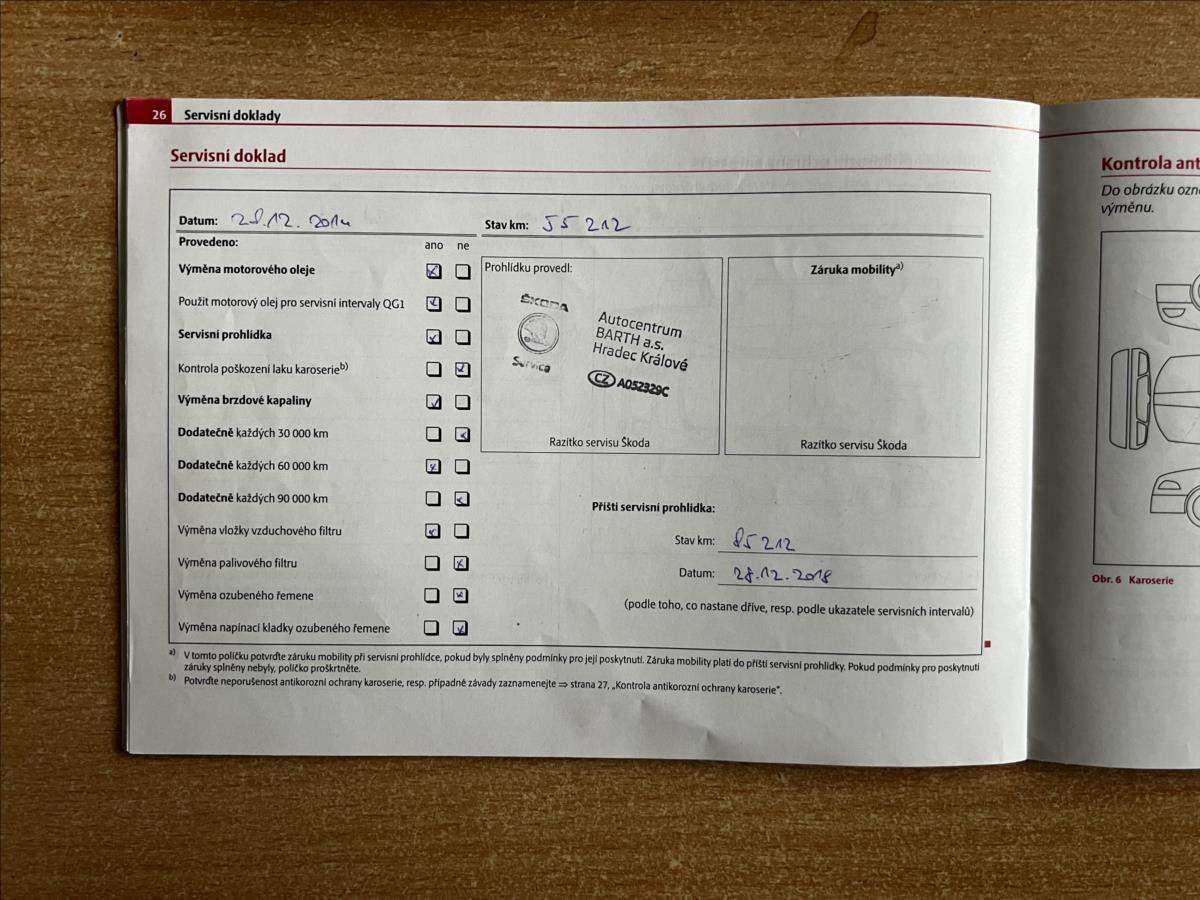 26 Servisní doklady
Servisní doklad
Datum: 28.12.2014
Stav km: 55 212
Provedeno: ano ne
Výměna motorového oleje
Použit motorový olej pro servisní intervaly QG1
Servisní prohlídka
Kontrola poškození laku karoserie b)
Výměna brzdové kapaliny
Dodatečně každých 30 000 km
Dodatečně každých 60 000 km
Dodatečně každých 90 000 km
Výměna vložky vzduchového filtru
Výměna palivového filtru
Výměna ozubeného řemene
Výměna napínací kladky ozubeného řemene
Prohlídku provedl:
ŠKODA
Service
Autocentrum
BARTH a.s.
Hradec Králové
CZ A052329C
Razítko servisu Škoda
Záruka mobility a)
Razítko servisu Škoda
Příští servisní prohlídka:
Stav km: 85 212
Datum: 28.12.2018
(podle toho, co nastane dříve, resp. podle ukazatele servisních intervalů)
a) V tomto políčku potvrďte záruku mobility při servisní prohlídce, pokud byly splněny podmínky pro její poskytnutí. Záruka mobility platí do příští servisní prohlídky. Pokud podmínky pro poskytnutí
záruky splněny nebyly, políčko proškrtněte.
b) Potvrďte neporušenost antikorozní ochrany karoserie, resp. případné závady zaznamenejte ⇒ strana 27, „Kontrola antikorozní ochrany karoserie“.
Kontrola ant
Do obrázku ozn
výměnu.
Obr. 6 Karoserie